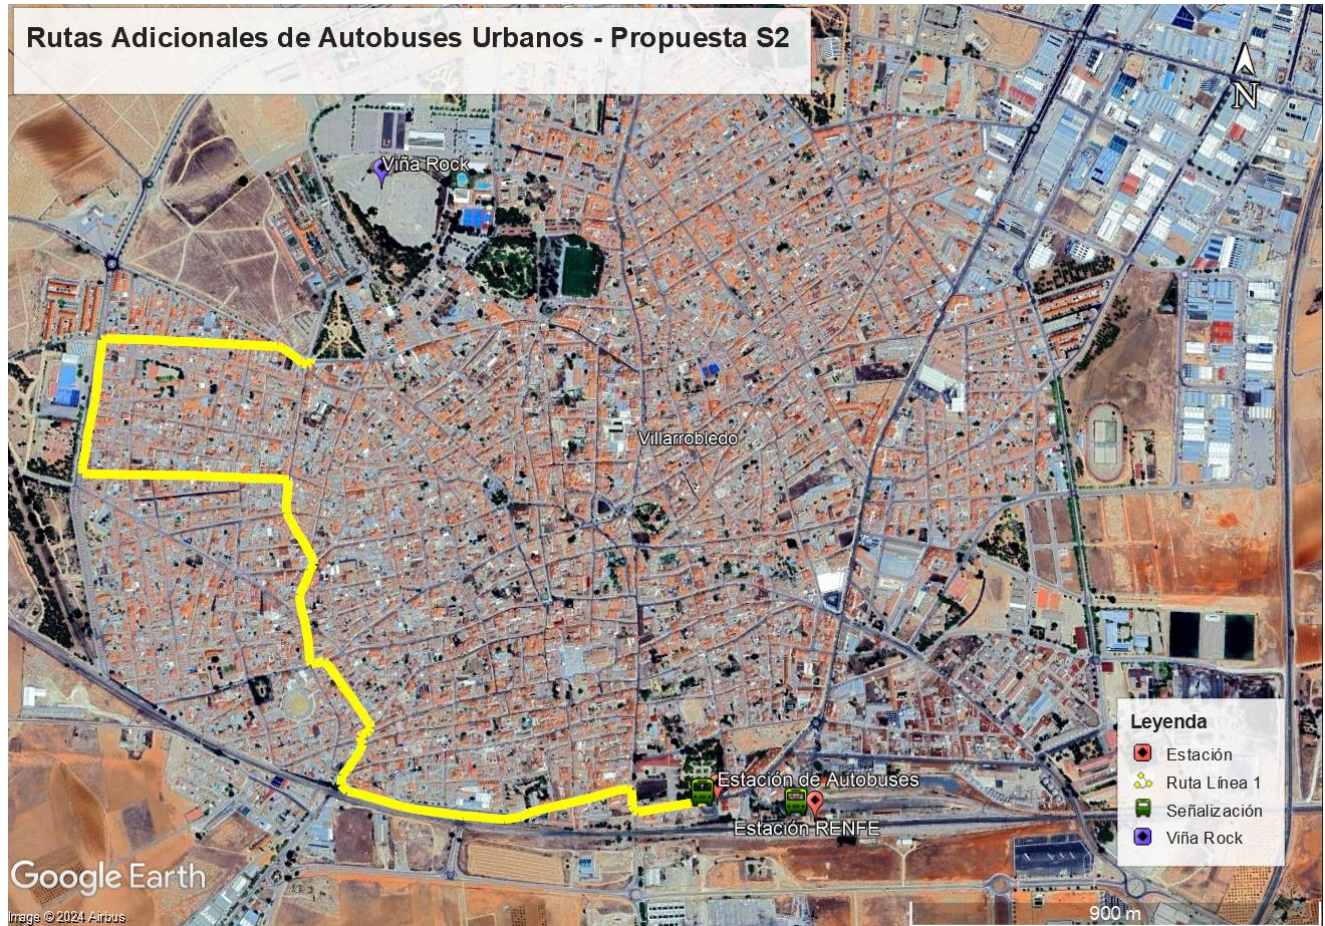 Rutas Adicionales de Autobuses Urbanos - Propuesta S2
N
Viña Rock
Villarrobledo
Estación de Autobuses
Estación RENFE
Leyenda
Estación
Ruta Línea 1
Señalización
Viña Rock
Google Earth
Image © 2024 Airbus
900 m